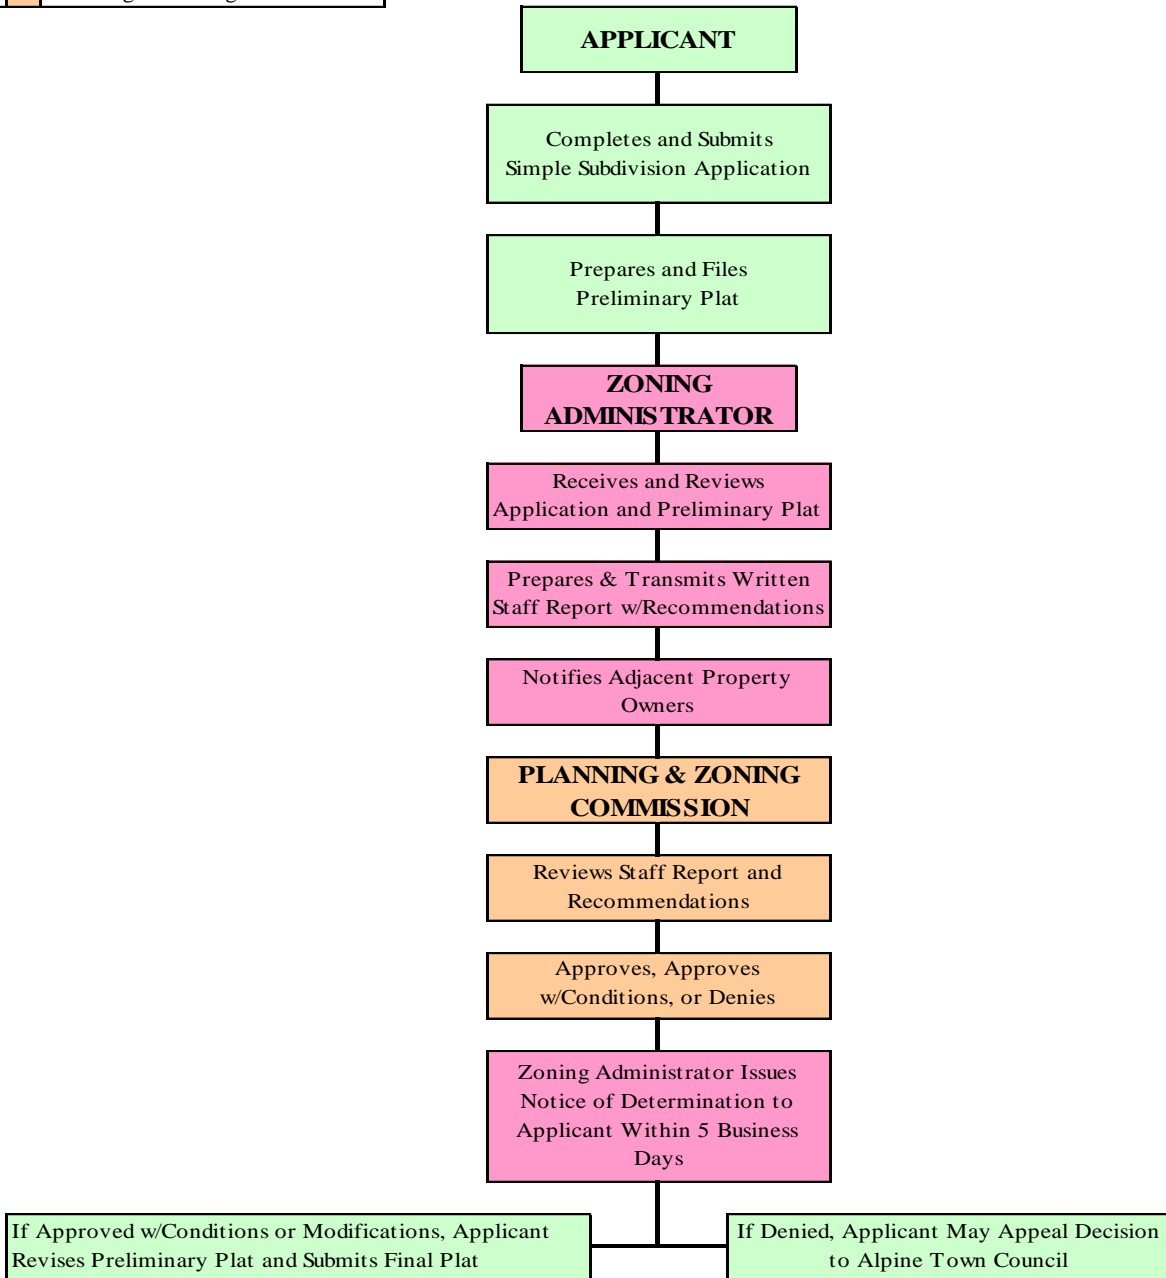 APPLICANT
Completes and Submits
Simple Subdivision Application
Prepares and Files
Preliminary Plat
ZONING
ADMINISTRATOR
Receives and Reviews
Application and Preliminary Plat
Prepares & Transmits Written
Staff Report w/Recommendations
Notifies Adjacent Property
Owners
PLANNING & ZONING
COMMISSION
Reviews Staff Report and
Recommendations
Approves, Approves
w/Conditions, or Denies
Zoning Administrator Issues
Notice of Determination to
Applicant Within 5 Business
Days
If Approved w/Conditions or Modifications, Applicant
Revises Preliminary Plat and Submits Final Plat
If Denied, Applicant May Appeal Decision
to Alpine Town Council